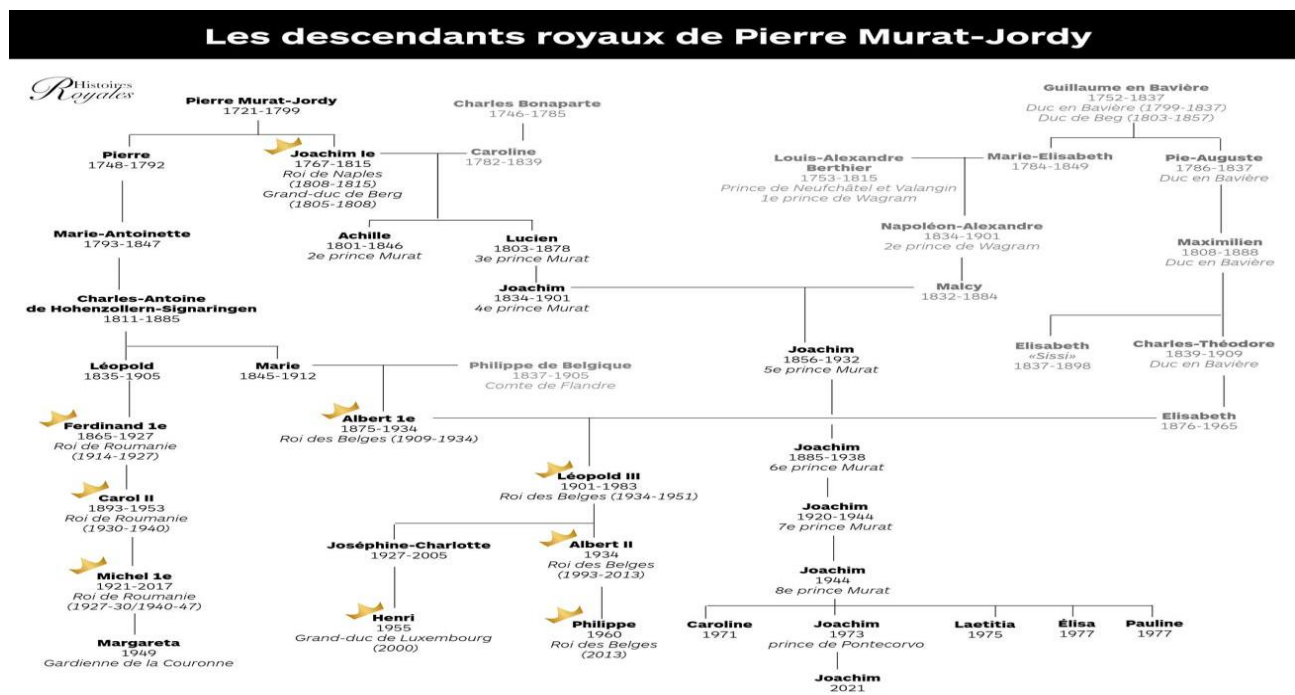 Les descendants royaux de Pierre Murat-Jordy
Histoires
Royales
Pierre Murat-Jordy
1721-1799
Charles Bonaparte
1746-1785
Guillaume en Bavière
1752-1837
Duc en Bavière (1799-1837)
Duc de Beg (1803-1857)
Pierre
1748-1792
Joachim Ie
1767-1815
Roi de Naples
(1808-1815)
Grand-duc de Berg
(1805-1808)
Caroline
1782-1839
Louis-Alexandre
Berthier
1753-1815
Prince de Neufchâtel et Valangin
1e prince de Wagram
Marie-Elisabeth
1784-1849
Pie-Auguste
1786-1837
Duc en Bavière
Marie-Antoinette
1793-1847
Achille
1801-1846
2e prince Murat
Lucien
1803-1878
3e prince Murat
Napoléon-Alexandre
1834-1901
2e prince de Wagram
Maximilien
1808-1888
Duc en Bavière
Charles-Antoine
de Hohenzollern-Signaringen
1811-1885
Joachim
1834-1901
4e prince Murat
Malcy
1832-1884
Léopold
1835-1905
Marie
1845-1912
Philippe de Belgique
1837-1905
Comte de Flandre
Joachim
1856-1932
5e prince Murat
Elisabeth
«Sissi»
1837-1898
Charles-Théodore
1839-1909
Duc en Bavière
Ferdinand 1e
1865-1927
Roi de Roumanie
(1914-1927)
Albert 1e
1875-1934
Roi des Belges (1909-1934)
Elisabeth
1876-1965
Joachim
1885-1938
6e prince Murat
Carol II
1893-1953
Roi de Roumanie
(1930-1940)
Léopold III
1901-1983
Roi des Belges (1934-1951)
Joachim
1920-1944
7e prince Murat
Joséphine-Charlotte
1927-2005
Albert II
1934
Roi des Belges
(1993-2013)
Michel 1e
1921-2017
Roi de Roumanie
(1927-30/1940-47)
Joachim
1944
8e prince Murat
Margareta
1949
Gardienne de la Couronne
Henri
1955
Grand-duc de Luxembourg
(2000)
Philippe
1960
Roi des Belges
(2013)
Caroline
1971
Joachim
1973
prince de Pontecorvo
Laetitia
1975
Élisa
1977
Pauline
1977
Joachim
2021